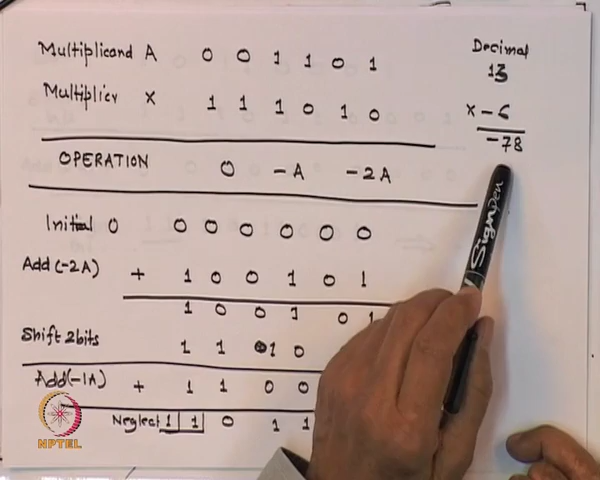 Multiplicand A 0 0 1 1 0 1 Decimal
13
Multiplier X 1 1 1 0 1 0 x - 6
- 78
OPERATION 0 - A - 2A
Initial 0 0 0 0 0 0 0
Add (-2A) + 1 0 0 1 0 1
1 0 0 1 0 1
Shift 2bits 1 1 0 1 0
Add (-1A) + 1 1 0 0
Neglect 1 1 0 1 1
NPTEL
Signpen